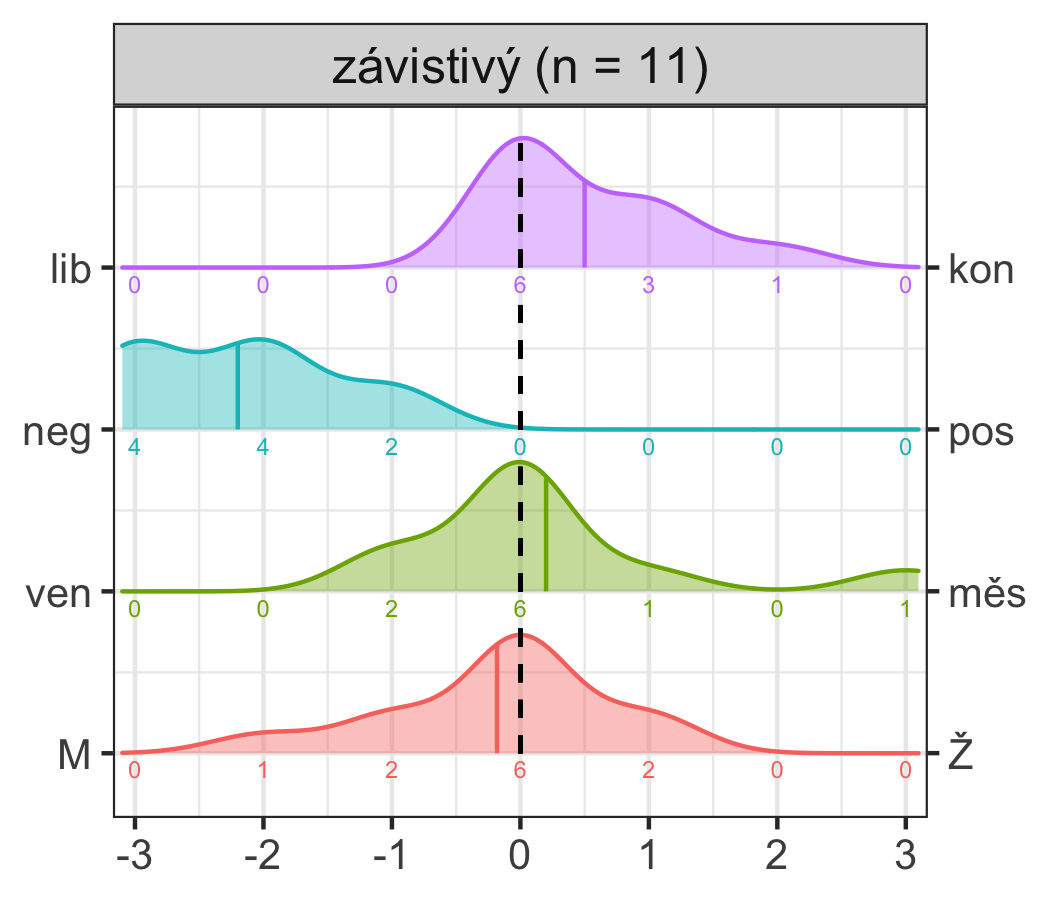 závistivý (n = 11)
lib kon
0 0 0 6 3 1 0
neg pos
4 4 2 0 0 0 0
ven měs
0 0 2 6 1 0 1
M Ž
0 1 2 6 2 0 0
-3 -2 -1 0 1 2 3